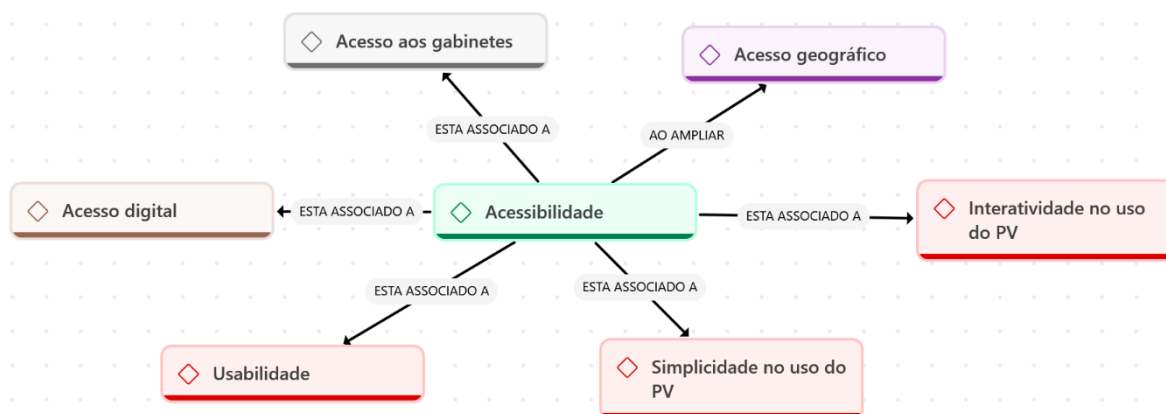 Acesso aos gabinetes
Acesso geográfico
ESTA ASSOCIADO A
AO AMPLIAR
Acesso digital
ESTA ASSOCIADO A
Acessibilidade
ESTA ASSOCIADO A
Interatividade no uso
do PV
ESTA ASSOCIADO A
ESTA ASSOCIADO A
Usabilidade
Simplicidade no uso do
PV